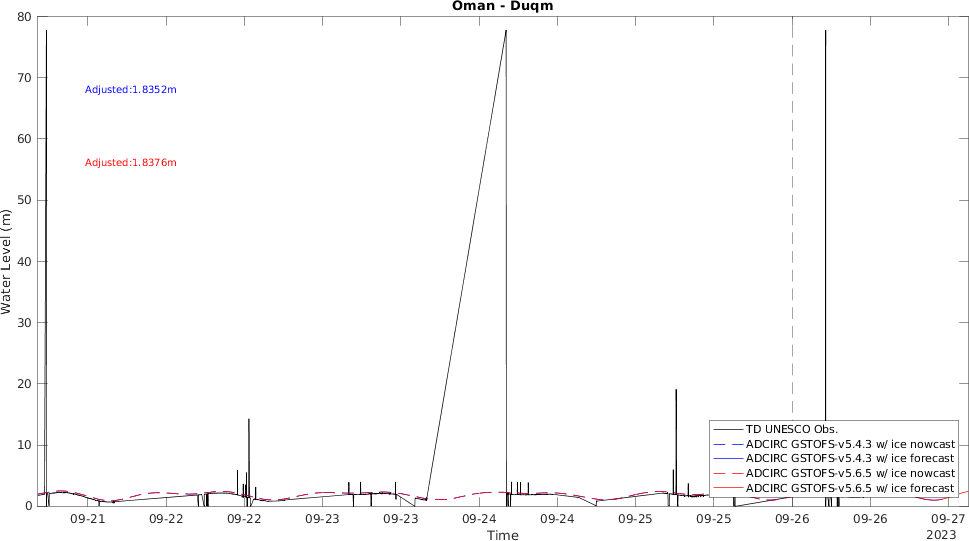 Oman - Duqm
80
70
60
50
40
30
20
10
0
Water Level (m)
Adjusted:1.8352m
Adjusted:1.8376m
TD UNESCO Obs.
ADCIRC GSTOFS-v5.4.3 w/ ice nowcast
ADCIRC GSTOFS-v5.4.3 w/ ice forecast
ADCIRC GSTOFS-v5.6.5 w/ ice nowcast
ADCIRC GSTOFS-v5.6.5 w/ ice forecast
09-21 09-22 09-22 09-23 09-23 09-24 09-24 09-25 09-25 09-26 09-26 09-27
Time
2023